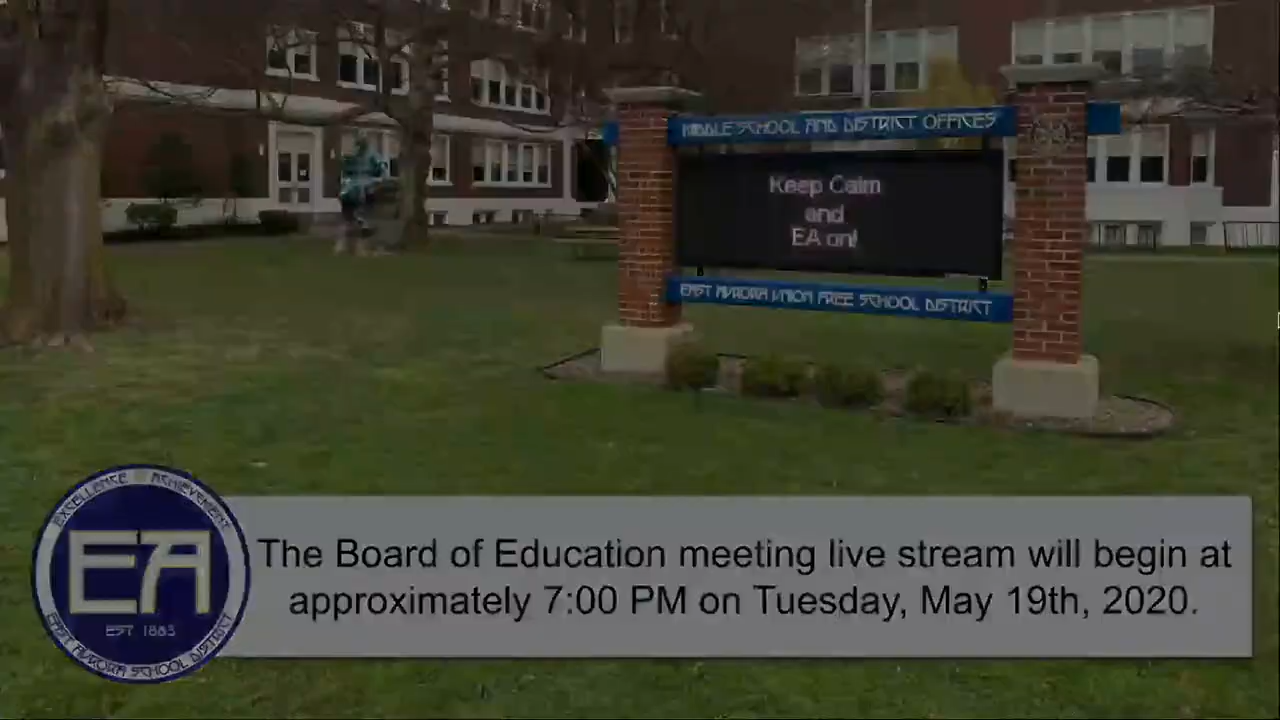 MIDDLE SCHOOL AND DISTRICT OFFICES
Keep Calm
and
EA on!
EAST AURORA UNION FREE SCHOOL DISTRICT
EXCELLENCE ACHIEVEMENT
EA
EST 1883
EAST AURORA SCHOOL DISTRICT
The Board of Education meeting live stream will begin at
approximately 7:00 PM on Tuesday, May 19th, 2020.